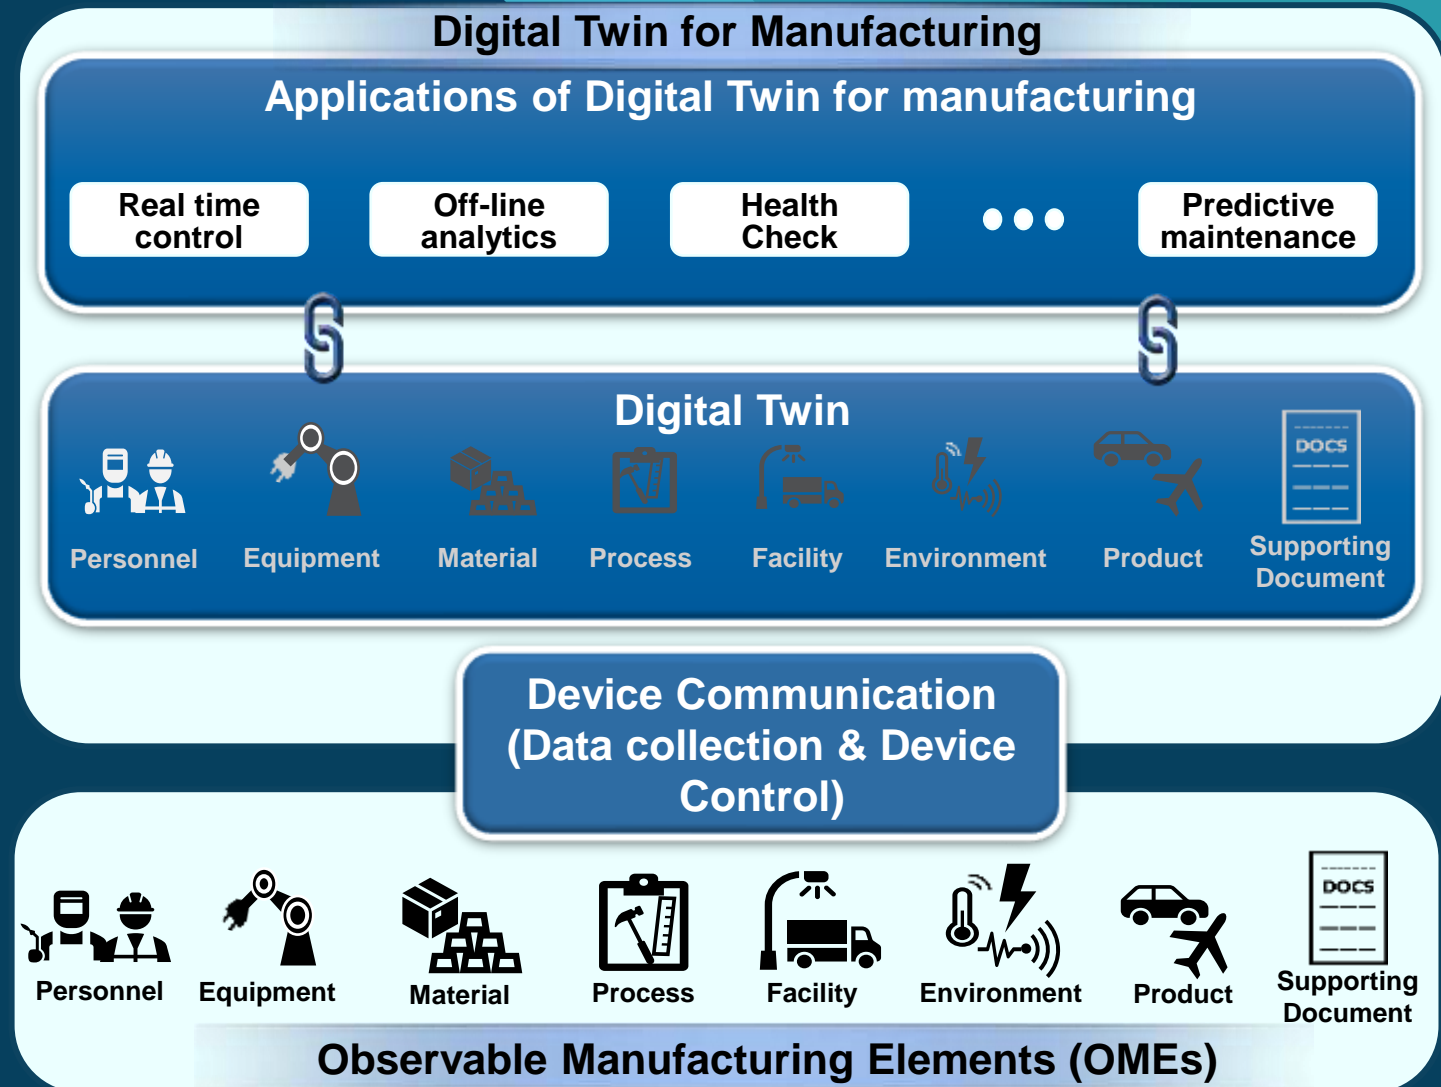 Digital Twin for Manufacturing
Applications of Digital Twin for manufacturing
Real time
control
Off-line
analytics
Health
Check
Predictive
maintenance
Digital Twin
DOCS
Personnel
Equipment
Material
Process
Facility
Environment
Product
Supporting
Document
Device Communication
(Data collection & Device
Control)
DOCS
Personnel
Equipment
Material
Process
Facility
Environment
Product
Supporting
Document
Observable Manufacturing Elements (OMEs)